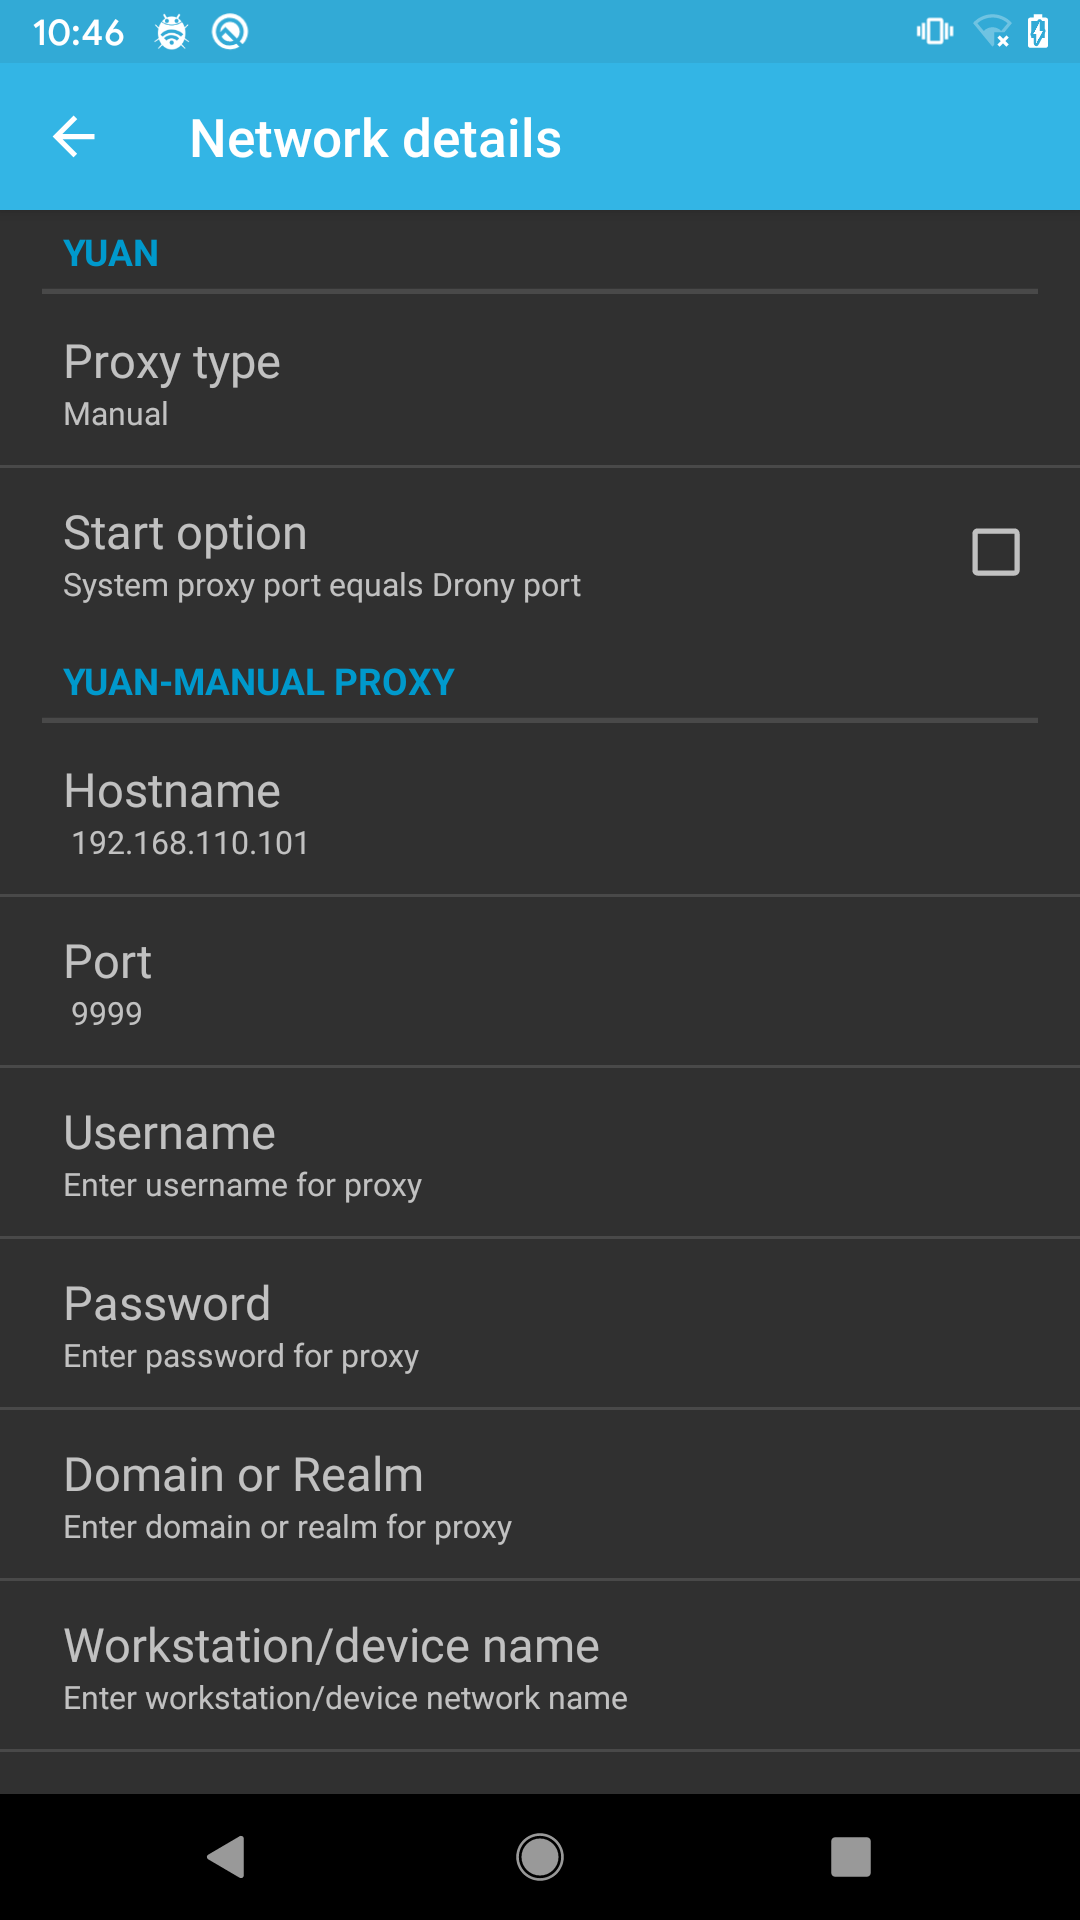 10:46
Network details
YUAN
Proxy type
Manual
Start option
System proxy port equals Drony port
YUAN-MANUAL PROXY
Hostname
192.168.110.101
Port
9999
Username
Enter username for proxy
Password
Enter password for proxy
Domain or Realm
Enter domain or realm for proxy
Workstation/device name
Enter workstation/device network name